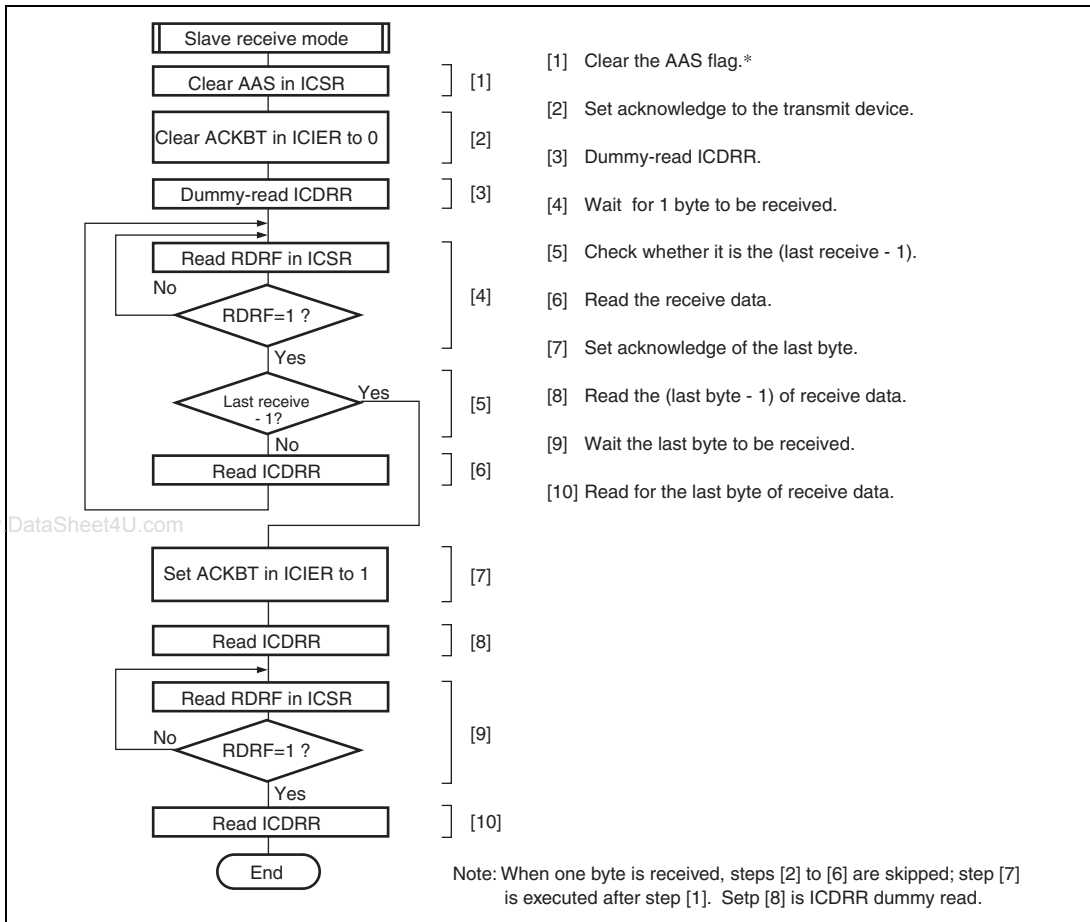 Slave receive mode
Clear AAS in ICSR
[1]
Clear ACKBT in ICIER to 0
[2]
Dummy-read ICDRR
[3]
Read RDRF in ICSR
No
RDRF=1 ?
[4]
Yes
Last receive
- 1?
Yes
[5]
No
Read ICDRR
[6]
DataSheet4U.com
Set ACKBT in ICIER to 1
[7]
Read ICDRR
[8]
Read RDRF in ICSR
No
RDRF=1 ?
[9]
Yes
Read ICDRR
[10]
End
[1] Clear the AAS flag.*
[2] Set acknowledge to the transmit device.
[3] Dummy-read ICDRR.
[4] Wait for 1 byte to be received.
[5] Check whether it is the (last receive - 1).
[6] Read the receive data.
[7] Set acknowledge of the last byte.
[8] Read the (last byte - 1) of receive data.
[9] Wait the last byte to be received.
[10] Read for the last byte of receive data.
Note: When one byte is received, steps [2] to [6] are skipped; step [7]
is executed after step [1]. Setp [8] is ICDRR dummy read.